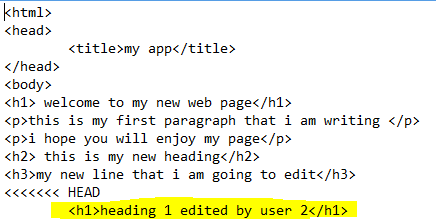 <html>
<head>
<title>my app</title>
</head>
<body>
<h1> welcome to my new web page</h1>
<p>this is my first paragraph that i am writing </p>
<p>i hope you will enjoy my page</p>
<h2> this is my new heading</h2>
<h3>my new line that i am going to edit</h3>
<<<<<<< HEAD
<h1>heading 1 edited by user 2</h1>